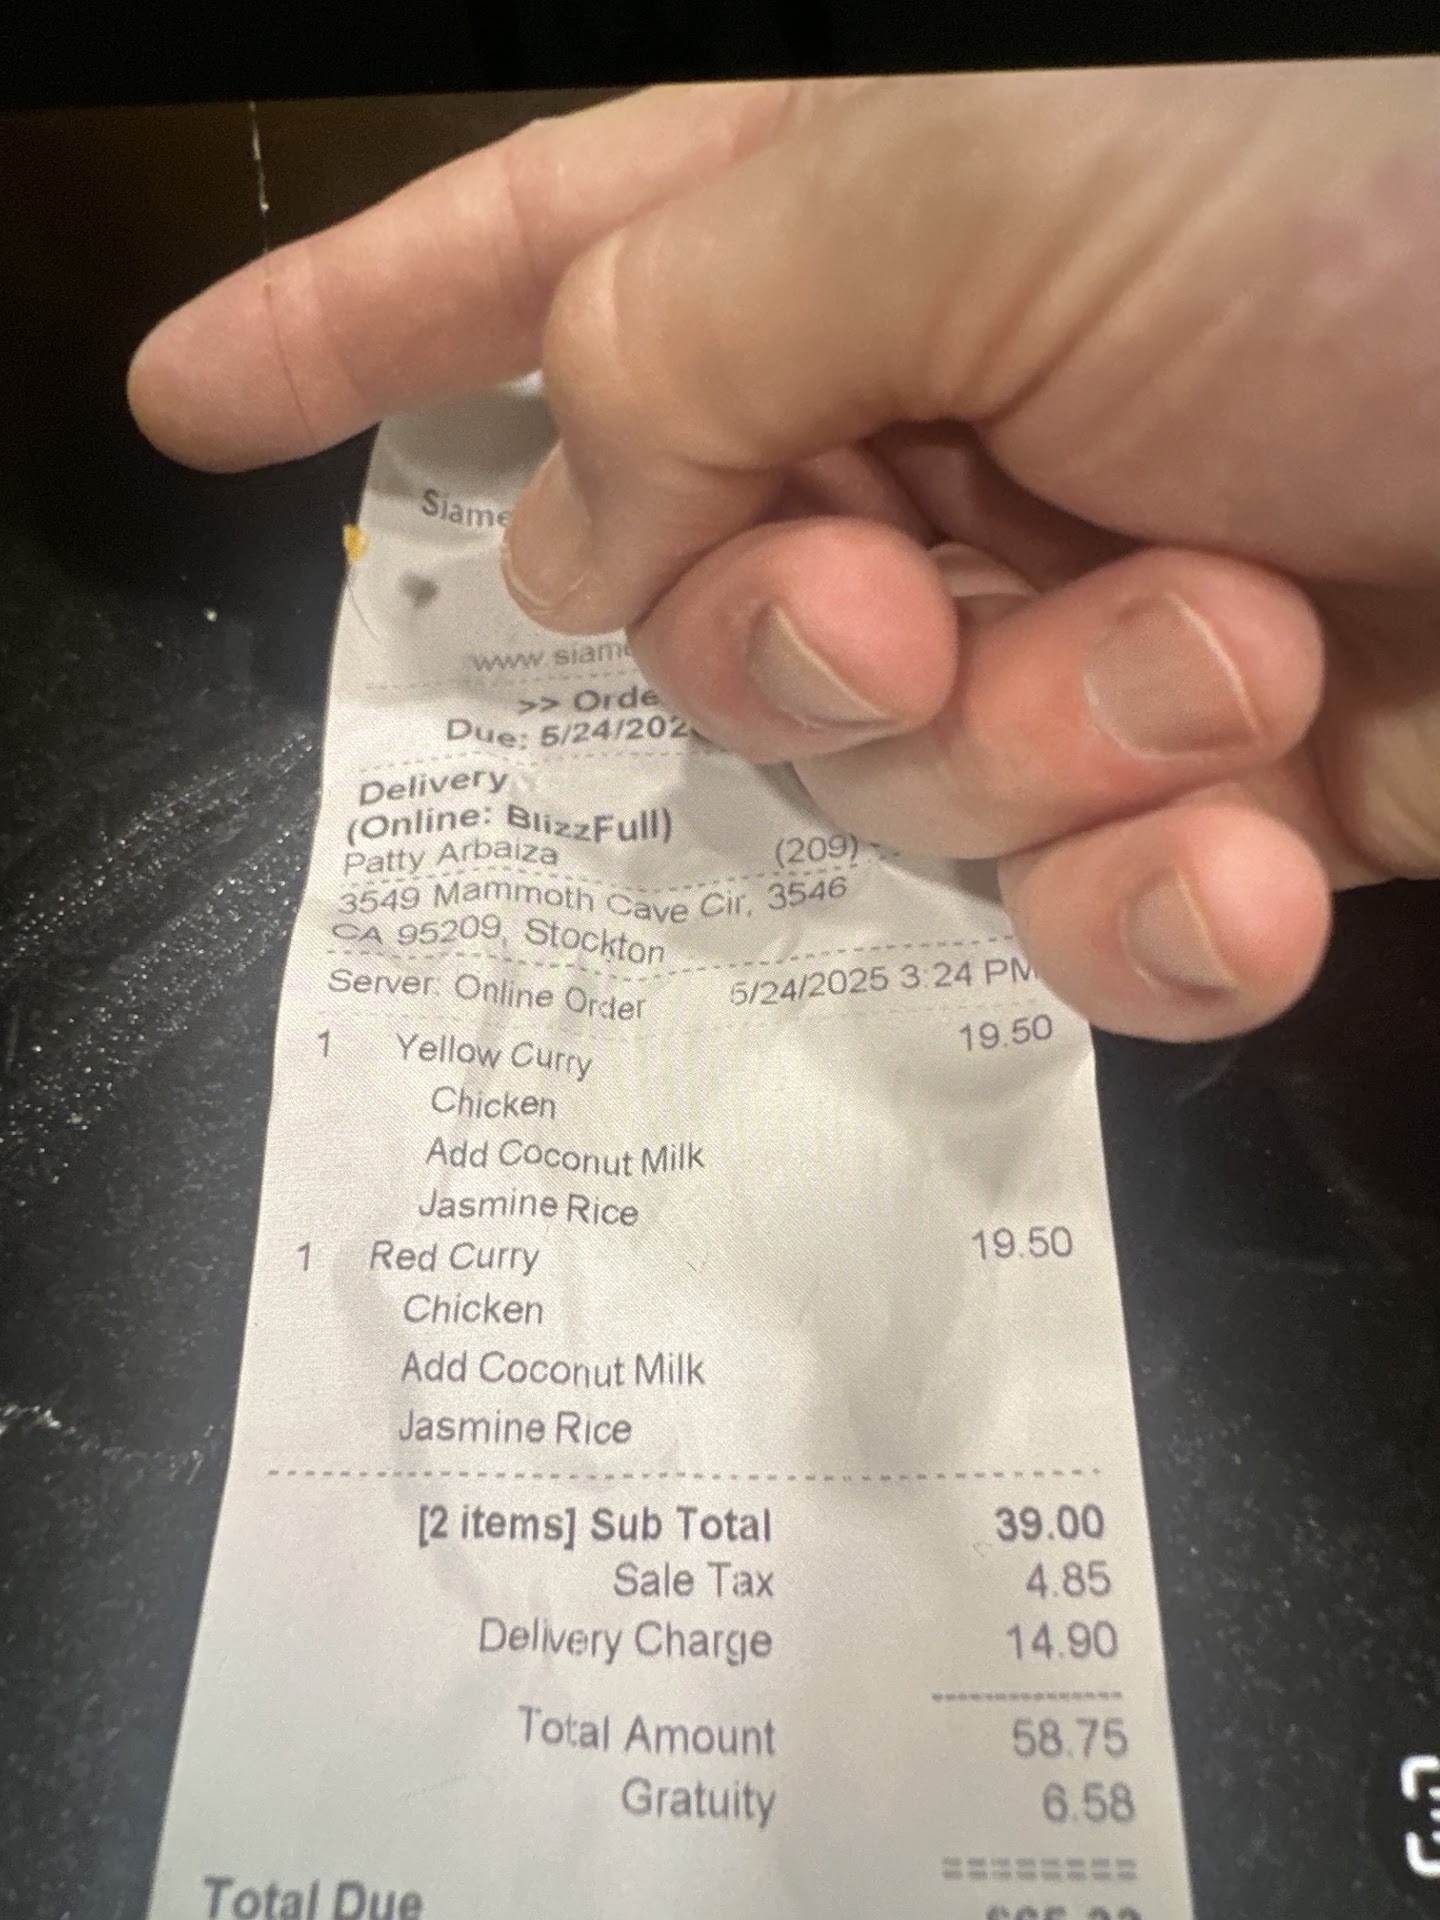 Siame
www.siam
>> Orde
Due: 5/24/202
Delivery
(Online: BlizzFull)
Patty Arbaiza (209)
3549 Mammoth Cave Cir, 3546
CA 95209, Stockton
Server: Online Order 5/24/2025 3:24 PM
1 Yellow Curry 19.50
Chicken
Add Coconut Milk
Jasmine Rice
1 Red Curry 19.50
Chicken
Add Coconut Milk
Jasmine Rice
[2 items] Sub Total 39.00
Sale Tax 4.85
Delivery Charge 14.90
Total Amount 58.75
Gratuity 6.58
========
Total Due